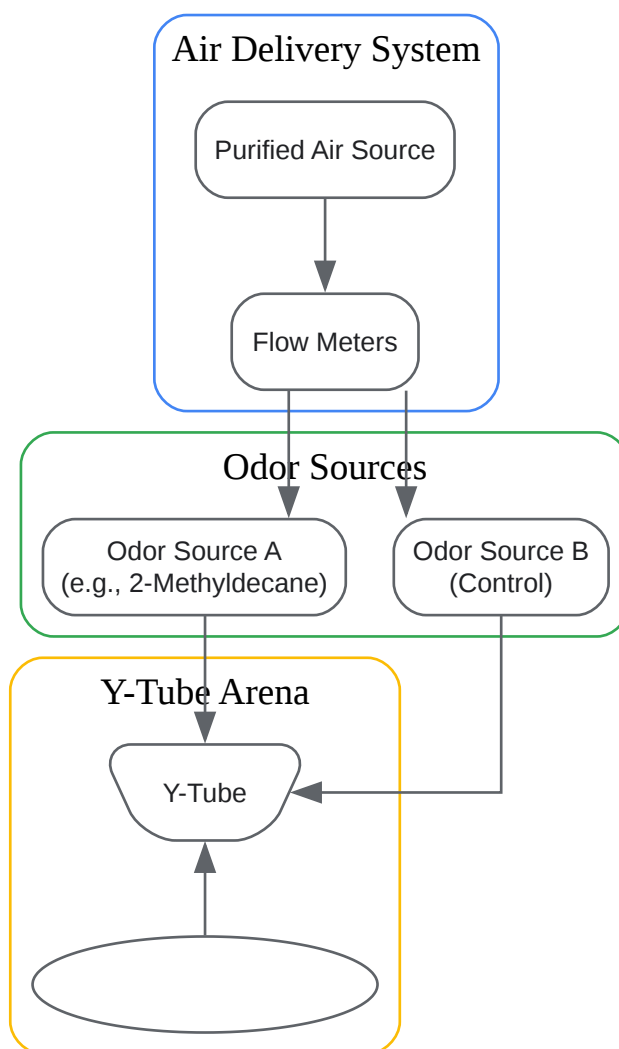 Air Delivery System
Purified Air Source
Flow Meters
Odor Sources
Odor Source A
(e.g., 2-Methyldecane)
Odor Source B
(Control)
Y-Tube Arena
Y-Tube